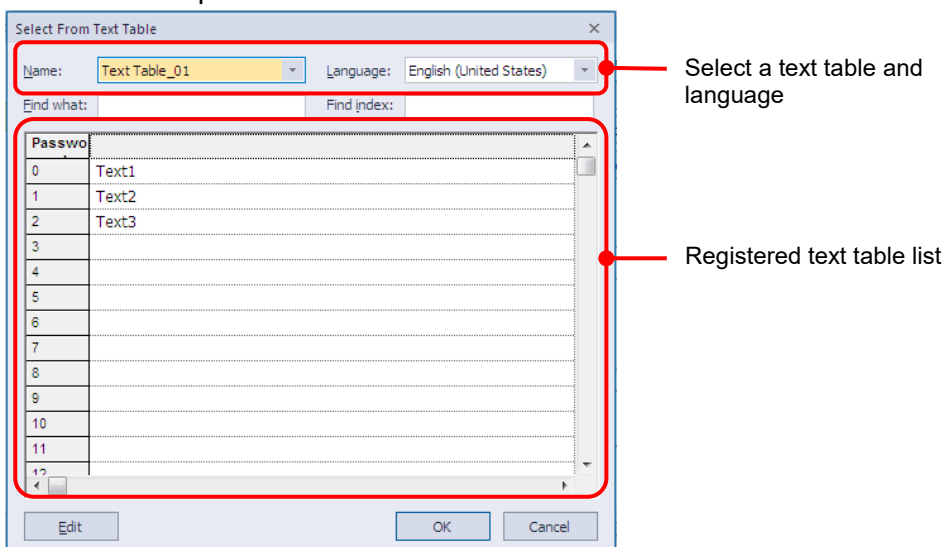 Select From Text Table
Name: Text Table_01 Language: English (United States)
Select a text table and
language
Find what: Find index:
Passwo
0 Text1
1 Text2
2 Text3
3
Registered text table list
4
5
6
7
8
9
10
11
12
Edit OK Cancel